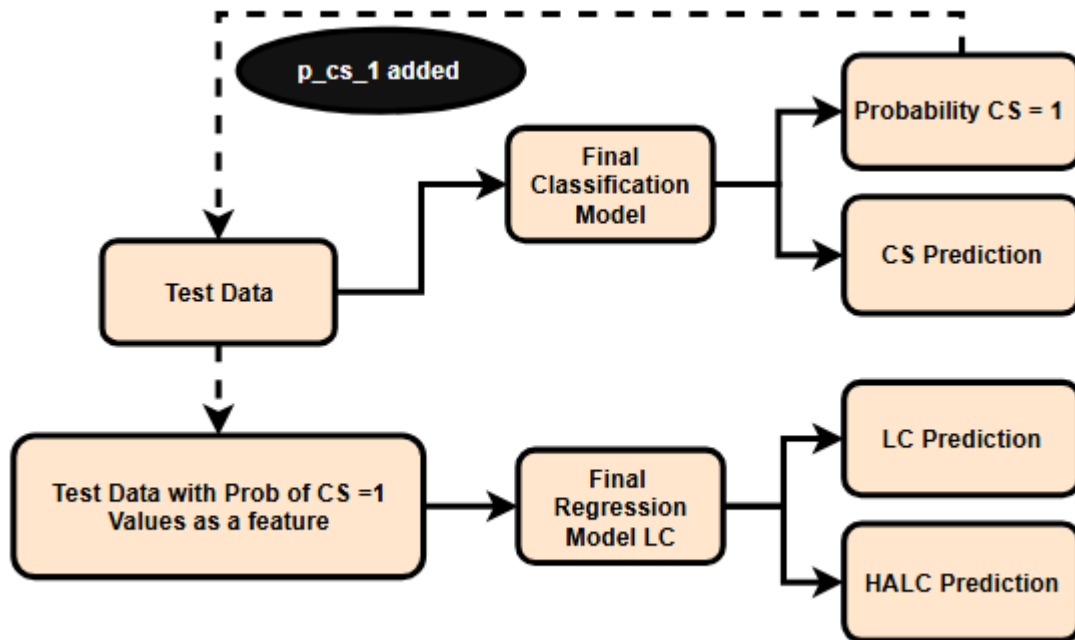 p_cs_1 added
Probability CS = 1
Final
Classification
Model
CS Prediction
Test Data
LC Prediction
Test Data with Prob of CS =1
Values as a feature
Final
Regression
Model LC
HALC Prediction